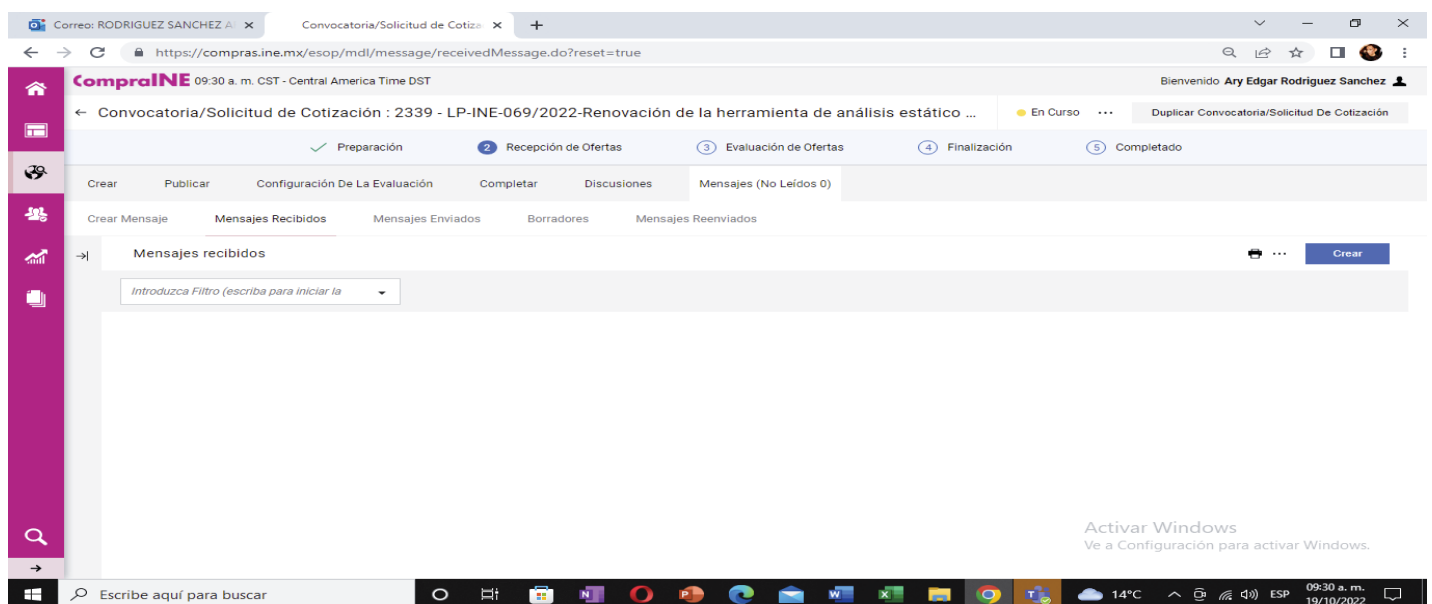 Correo: RODRIGUEZ SANCHEZ A
Convocatoria/Solicitud de Cotiza
https://compras.ine.mx/esop/mdl/message/receivedMessage.do?reset=true
CompraINE 09:30 a. m. CST - Central America Time DST
Bienvenido Ary Edgar Rodriguez Sanchez
Convocatoria/Solicitud de Cotización : 2339 - LP-INE-069/2022-Renovación de la herramienta de análisis estático ...
En Curso
Duplicar Convocatoria/Solicitud De Cotización
Preparación
2 Recepción de Ofertas
3 Evaluación de Ofertas
4 Finalización
5 Completado
Crear Publicar Configuración De La Evaluación Completar Discusiones Mensajes (No Leídos 0)
Crear Mensaje Mensajes Recibidos Mensajes Enviados Borradores Mensajes Reenviados
Mensajes recibidos
Crear
Introduzca Filtro (escriba para iniciar la
Activar Windows
Ve a Configuración para activar Windows.
Escribe aquí para buscar
14°C
ESP
09:30 a. m.
19/10/2022